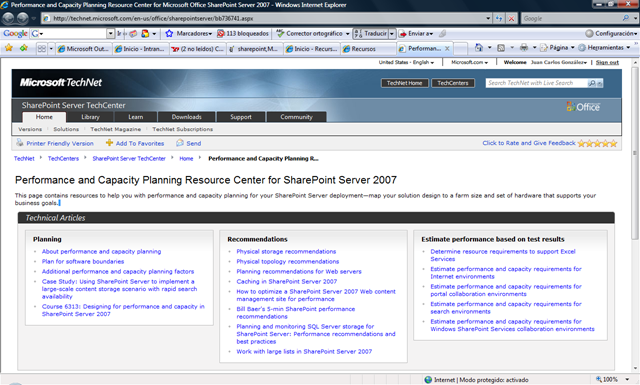 Performance and Capacity Planning Resource Center for Microsoft Office SharePoint Server 2007 - Windows Internet Explorer
http://technet.microsoft.com/en-us/office/sharepointserver/bb736741.aspx
Google
Google
Ir
Marcadores
113 bloqueados
Corrector ortográfico
Traducir
Enviar a
Configuración
Microsoft Out...
Inicio - Intran...
(2 no leídos) C...
sharepoint,M...
Inicio - Recurs...
Recursos
Performan...
Página
Herramientas
United States - English
Microsoft.com
Welcome Juan Carlos González
Sign out
Microsoft TechNet
TechNet Home
TechCenters
Search TechNet with Live Search
SharePoint Server TechCenter
Office
Home
Library
Learn
Downloads
Support
Community
Versions
Solutions
TechNet Magazine
TechNet Subscriptions
Printer Friendly Version
Add To Favorites
Send
Click to Rate and Give Feedback
TechNet
TechCenters
SharePoint Server TechCenter
Home
Performance and Capacity Planning R...
Performance and Capacity Planning Resource Center for SharePoint Server 2007
This page contains resources to help you with performance and capacity planning for your SharePoint Server deployment—map your solution design to a farm size and set of hardware that supports your
business goals.
Technical Articles
Planning
About performance and capacity planning
Plan for software boundaries
Additional performance and capacity planning factors
Case Study: Using SharePoint to implement a
large-scale content storage scenario with rapid search
availability
Course 6313: Designing for performance and capacity in
SharePoint Server 2007
Recommendations
Physical storage recommendations
Physical topology recommendations
Planning recommendations for Web servers
Caching in SharePoint Server 2007
How to optimize a SharePoint Server 2007 Web content
management site for performance
Bill Baer's 5-min SharePoint performance
recommendations
Planning and monitoring SQL Server storage for
SharePoint Server: Performance recommendations and
best practices
Work with large lists in SharePoint Server 2007
Estimate performance based on test results
Determine resource requirements to support Excel
Services
Estimate performance and capacity requirements for
Internet environments
Estimate performance and capacity requirements for
portal collaboration environments
Estimate performance and capacity requirements for
search environments
Estimate performance and capacity requirements for
Windows SharePoint Services collaboration environments
Internet | Modo protegido: activado
100%